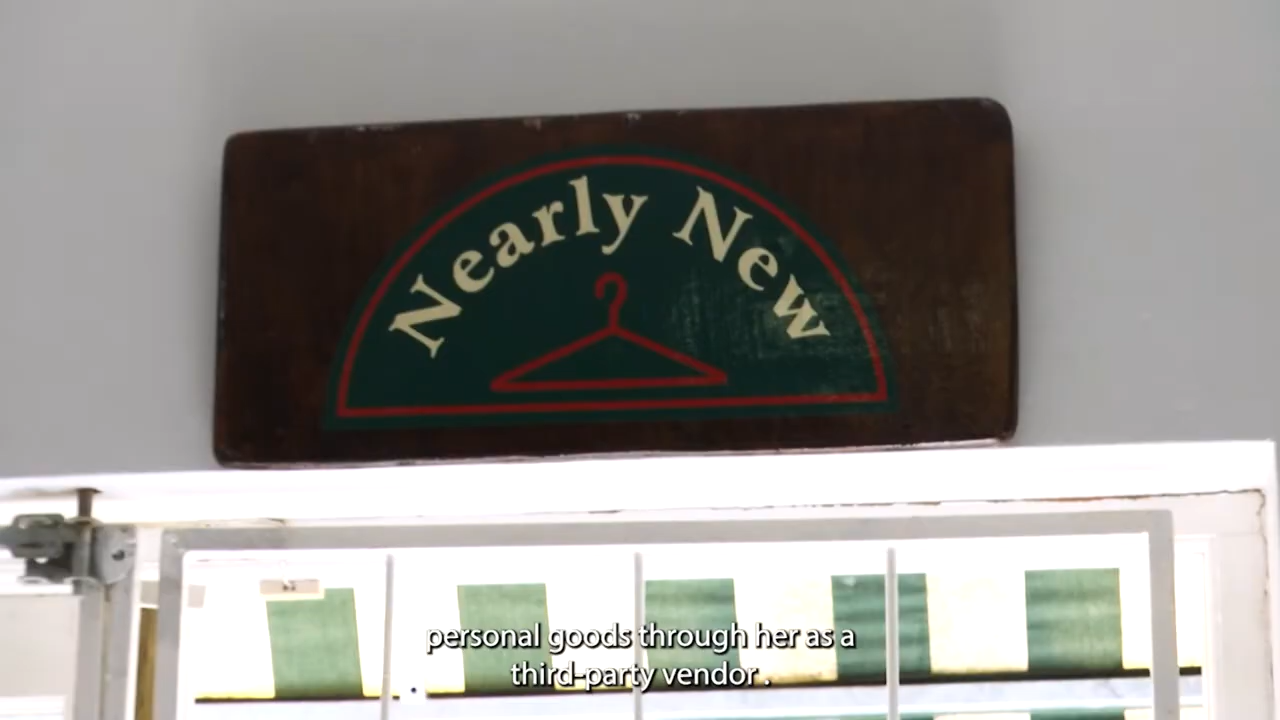 Nearly New
personal goods through her as a
third-party vendor .